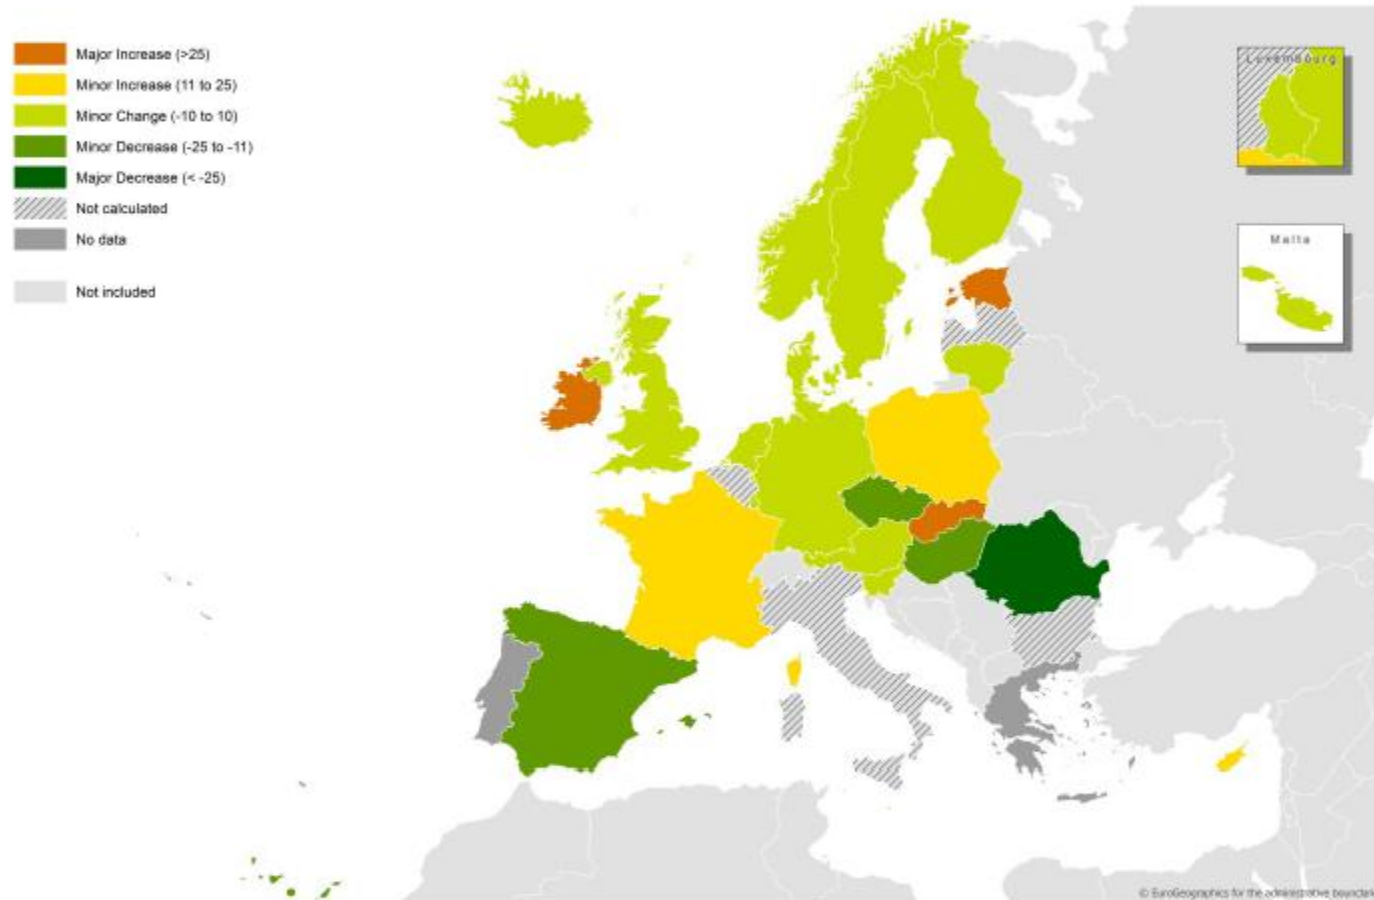 Major Increase (>25)
Minor Increase (11 to 25)
Minor Change (-10 to 10)
Minor Decrease (-25 to -11)
Major Decrease (< -25)
Not calculated
No data
Not included
Luxembourg
Malta
© EuroGeographics for the administrative boundarie